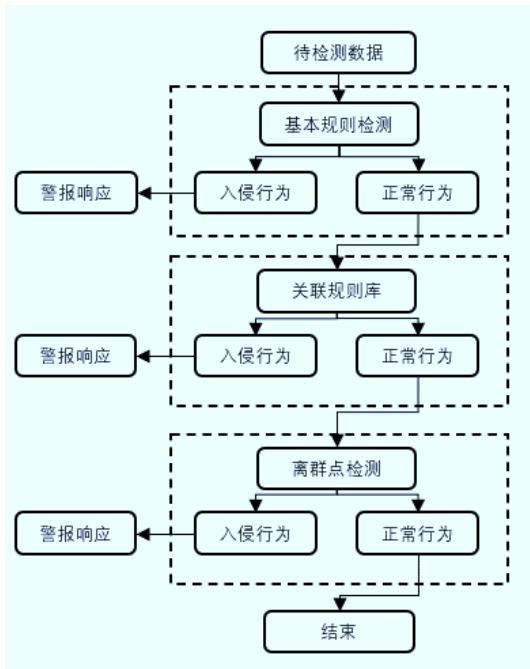 待检测数据
基本规则检测
警报响应
入侵行为
正常行为
关联规则库
警报响应
入侵行为
正常行为
离群点检测
警报响应
入侵行为
正常行为
结束